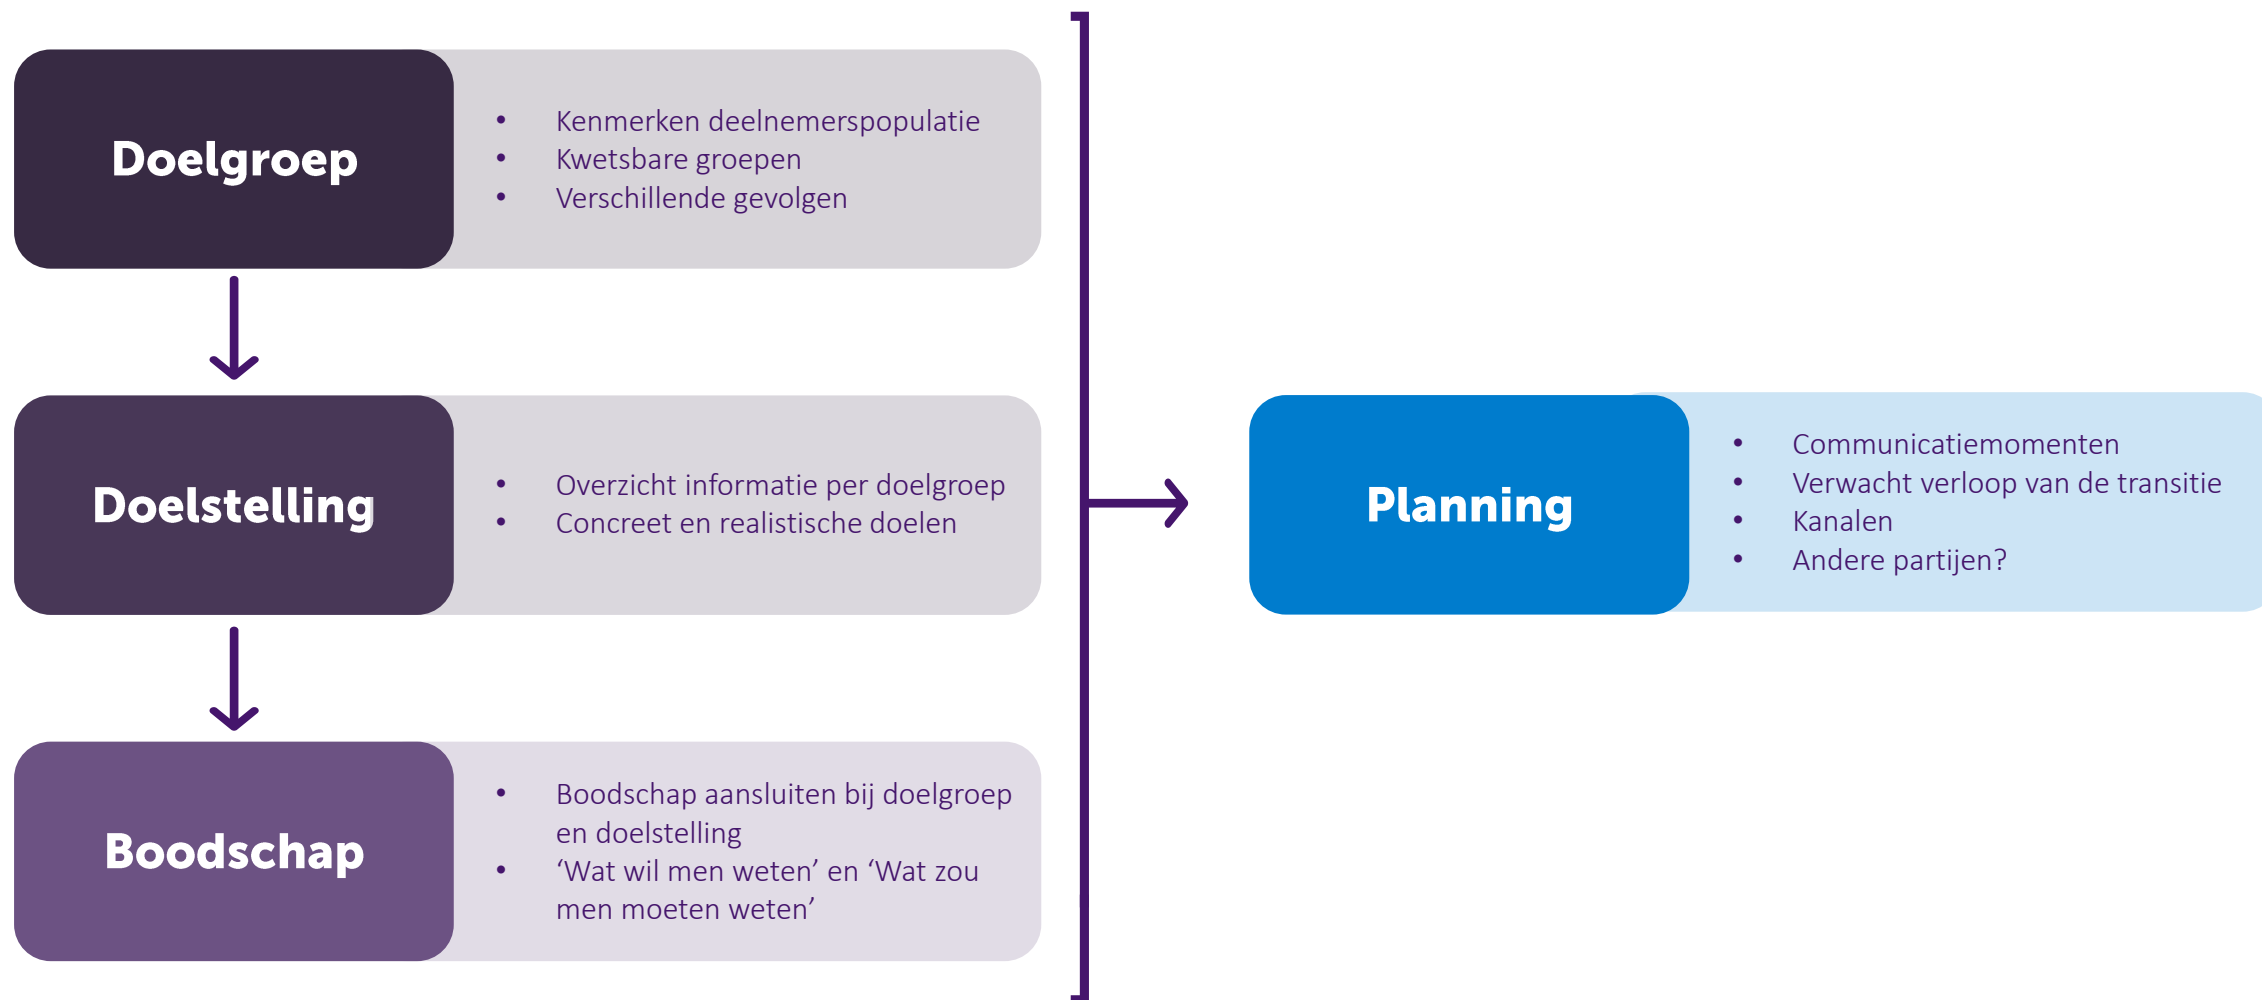 Doelgroep
• Kenmerken deelnemerspopulatie
• Kwetsbare groepen
• Verschillende gevolgen
Doelstelling
• Overzicht informatie per doelgroep
• Concreet en realistische doelen
Boodschap
• Boodschap aansluiten bij doelgroep
en doelstelling
• ‘Wat wil men weten’ en ‘Wat zou
men moeten weten’
Planning
• Communicatiemomenten
• Verwacht verloop van de transitie
• Kanalen
• Andere partijen?